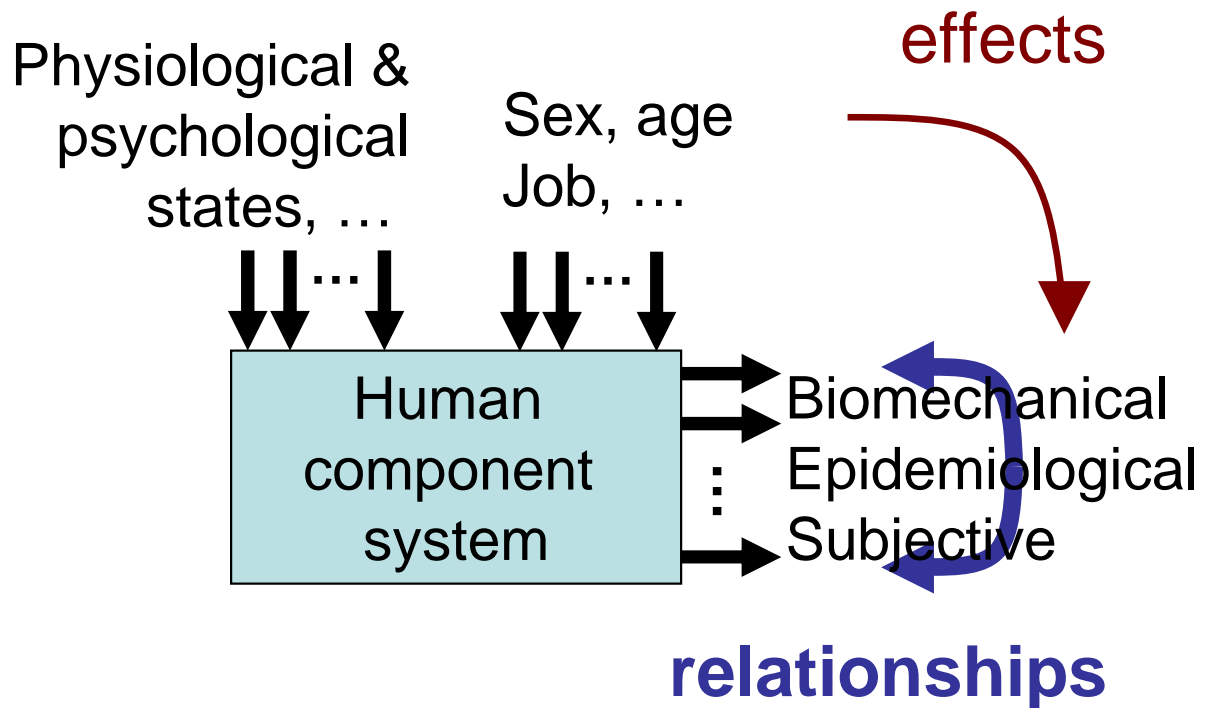 effects
Physiological &
psychological
states, …
Sex, age
Job, …
...
...
Human
component
system
...
Biomechanical
Epidemiological
Subjective
relationships